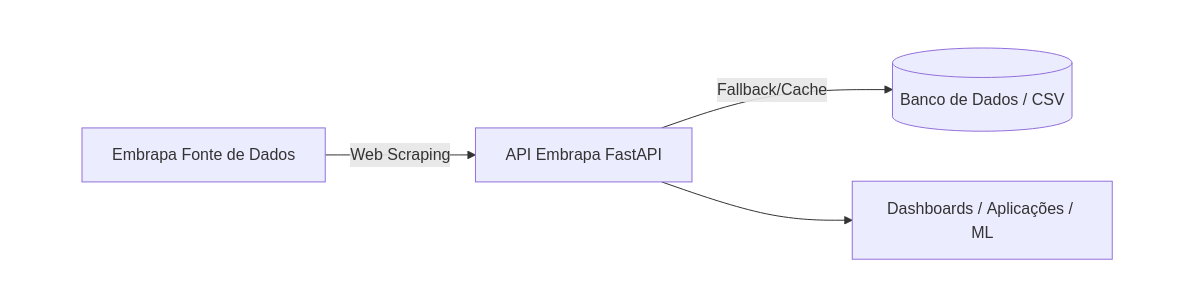 Embrapa Fonte de Dados
Web Scraping
API Embrapa FastAPI
Fallback/Cache
Banco de Dados / CSV
Dashboards / Aplicações /
ML